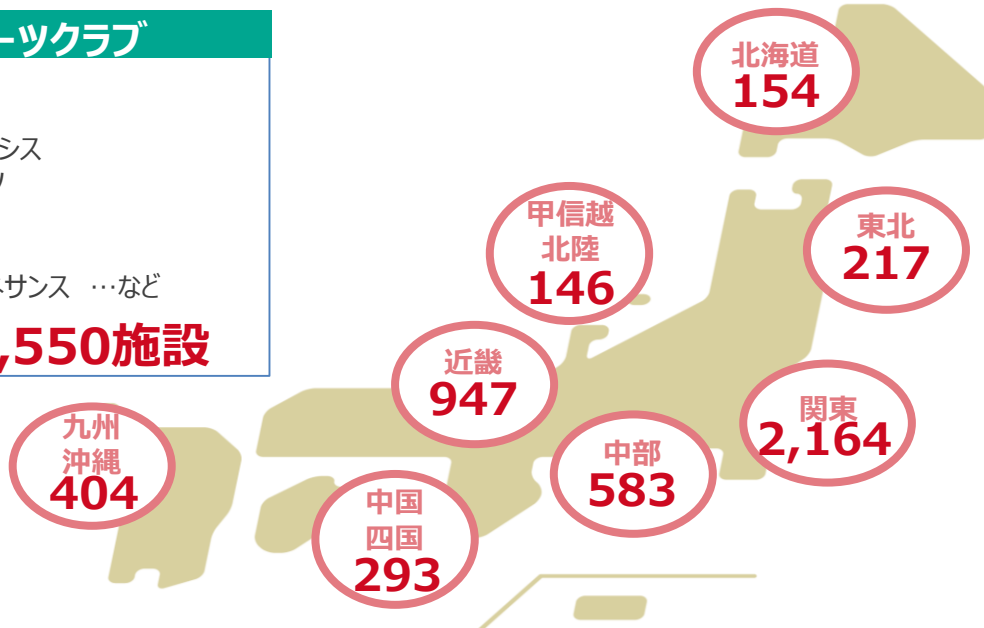 ーツクラブ
シス
ネサンス …など
,550施設
北海道
154
東北
217
甲信越
北陸
146
近畿
947
関東
2,164
中部
583
九州
沖縄
404
中国
四国
293